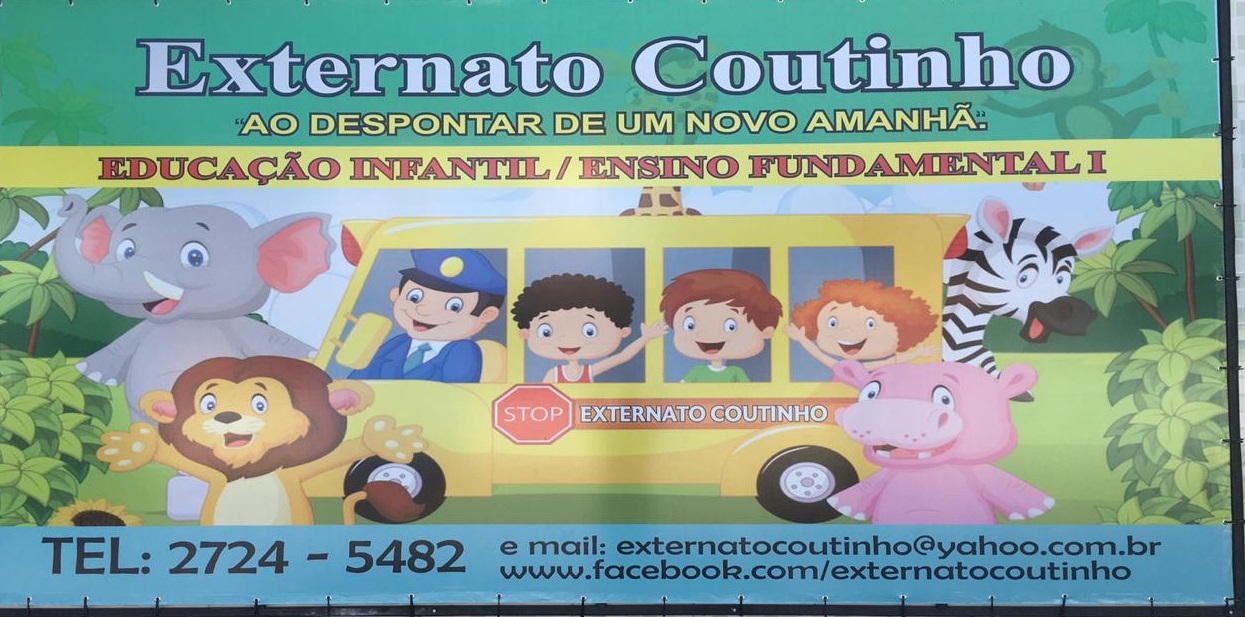 Externato Coutinho
"AO DESPONTAR DE UM NOVO AMANHÃ."
EDUCAÇÃO INFANTIL / ENSINO FUNDAMENTAL I
STOP EXTERNATO COUTINHO
TEL: 2724 - 5482
e mail: externatocoutinho@yahoo.com.br
www.facebook.com/externatocoutinho